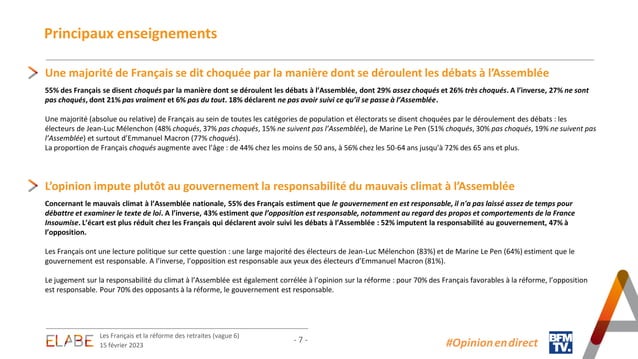 Principaux enseignements
Une majorité de Français se dit choquée par la manière dont se déroulent les débats à l'Assemblée
55% des Français se disent choqués par la manière dont se déroulent les débats à l'Assemblée, dont 29% assez choqués et 26% très choqués. A l'inverse, 27% ne sont
pas choqués, dont 21% pas vraiment et 6% pas du tout. 18% déclarent ne pas avoir suivi ce qu'il se passe à l'Assemblée.
Une majorité (absolue ou relative) de Français au sein de toutes les catégories de population et électorats se disent choquées par le déroulement des débats : les
électeurs de Jean-Luc Mélenchon (48% choqués, 37% pas choqués, 15% ne suivent pas l'Assemblée), de Marine Le Pen (51% choqués, 30% pas choqués, 19% ne suivent pas
l'Assemblée) et surtout d'Emmanuel Macron (77% choqués).
La proportion de Français choqués augmente avec l'âge : de 44% chez les moins de 50 ans, à 56% chez les 50-64 ans jusqu'à 72% des 65 ans et plus.
L'opinion impute plutôt au gouvernement la responsabilité du mauvais climat à l'Assemblée
Concernant le mauvais climat à l'Assemblée nationale, 55% des Français estiment que le gouvernement en est responsable, il n'a pas laissé assez de temps pour
débattre et examiner le texte de loi. A l'inverse, 43% estiment que l'opposition est responsable, notamment au regard des propos et comportements de la France
Insoumise. L'écart est plus réduit chez les Français qui déclarent avoir suivi les débats à l'Assemblée : 52% imputent la responsabilité au gouvernement, 47% à
l'opposition.
Les Français ont une lecture politique sur cette question : une large majorité des électeurs de Jean-Luc Mélenchon (83%) et de Marine Le Pen (64%) estiment que le
gouvernement est responsable. A l'inverse, l'opposition est responsable aux yeux des électeurs d'Emmanuel Macron (81%).
Le jugement sur la responsabilité du climat à l'Assemblée est également corrélée à l'opinion sur la réforme : pour 70% des Français favorables à la réforme, l'opposition
est responsable. Pour 70% des opposants à la réforme, le gouvernement est responsable.
ELABE
Les Français et la réforme des retraites (vague 6)
15 février 2023
- 7 -
#Opinionendirect
BFM
TV.